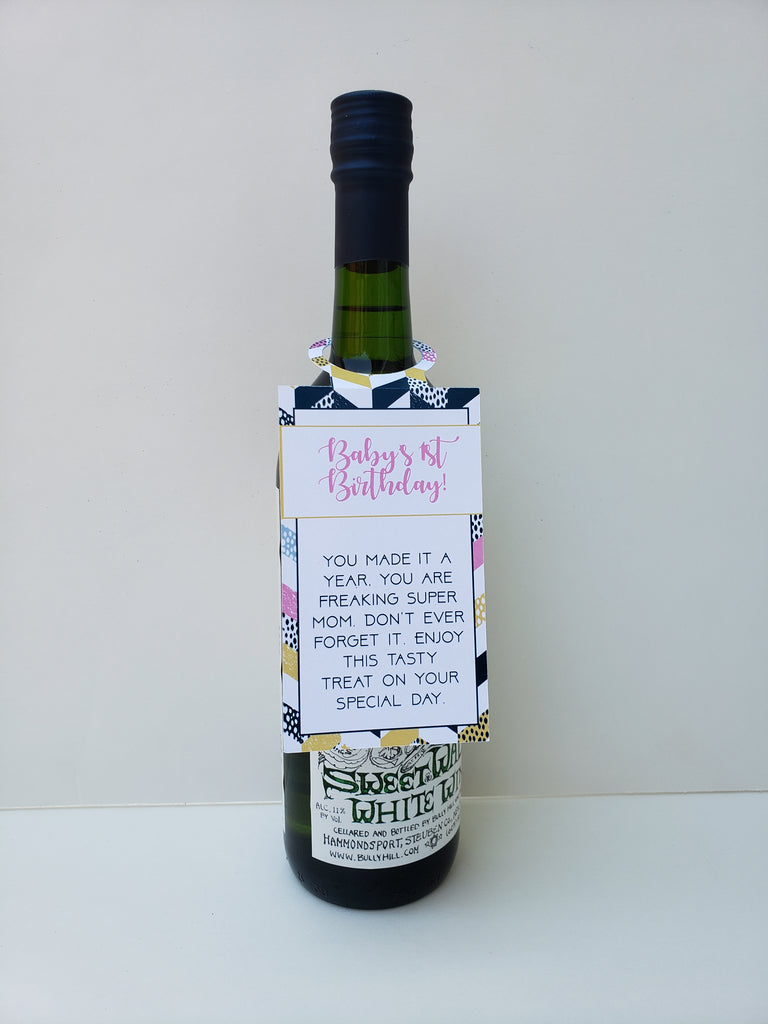 Baby's 1st
Birthday!
YOU MADE IT A
YEAR. YOU ARE
FREAKING SUPER
MOM. DON'T EVER
FORGET IT. ENJOY
THIS TASTY
TREAT ON YOUR
SPECIAL DAY.
SWEET
WHITE
ALC. 11%
BY VOL.
CELLARED AND BOTTLED BY BULLY HILL
HAMMONDSPORT, STEUBEN CO.
WWW.BULLYHILL.COM